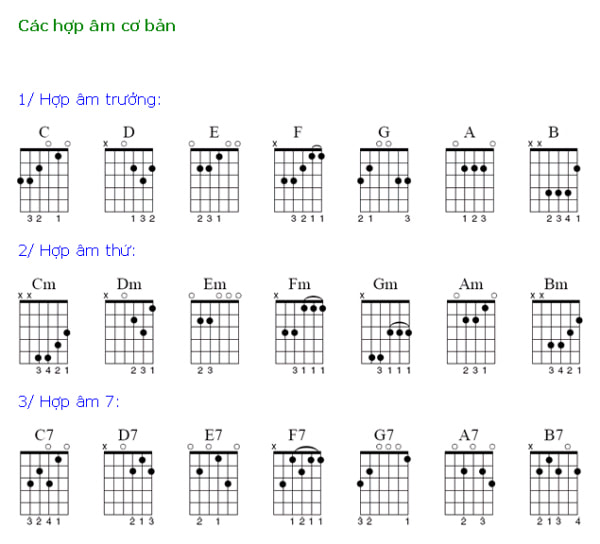 Các hợp âm cơ bản
1/ Hợp âm trưởng:
C D E F G A B
x o o o o o o x o o o o o x x
3 2 1 1 3 2 2 3 1 3 2 1 1 2 1 3 1 2 3 2 3 4 1
2/ Hợp âm thứ:
Cm Dm Em Fm Gm Am Bm
x x x o o o o o x x o o x x
3 4 2 1 2 3 1 2 3 3 1 1 1 3 1 1 1 2 3 1 3 4 2 1
3/ Hợp âm 7:
C7 D7 E7 F7 G7 A7 B7
3 2 4 1 2 1 3 2 1 1 2 1 1 3 2 1 2 3 2 1 3 4